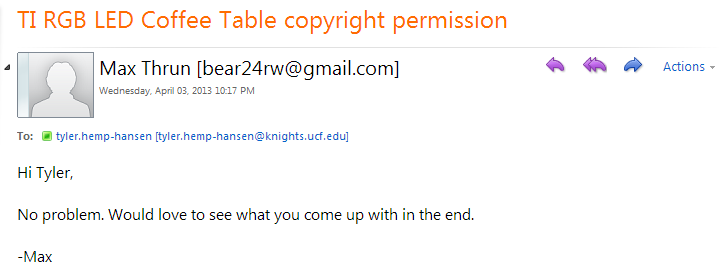 TI RGB LED Coffee Table copyright permission
Max Thrun [bear24rw@gmail.com]
Actions
Wednesday, April 03, 2013 10:17 PM
To: tyler.hemp-hansen [tyler.hemp-hansen@knights.ucf.edu]
Hi Tyler,
No problem. Would love to see what you come up with in the end.
-Max